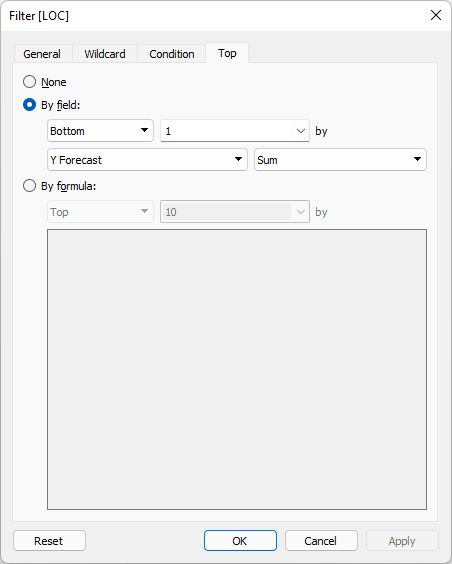 Filter [LOC]
General Wildcard Condition Top
None
By field:
Bottom 1 by
Y Forecast Sum
By formula:
Top 10 by
Reset OK Cancel Apply